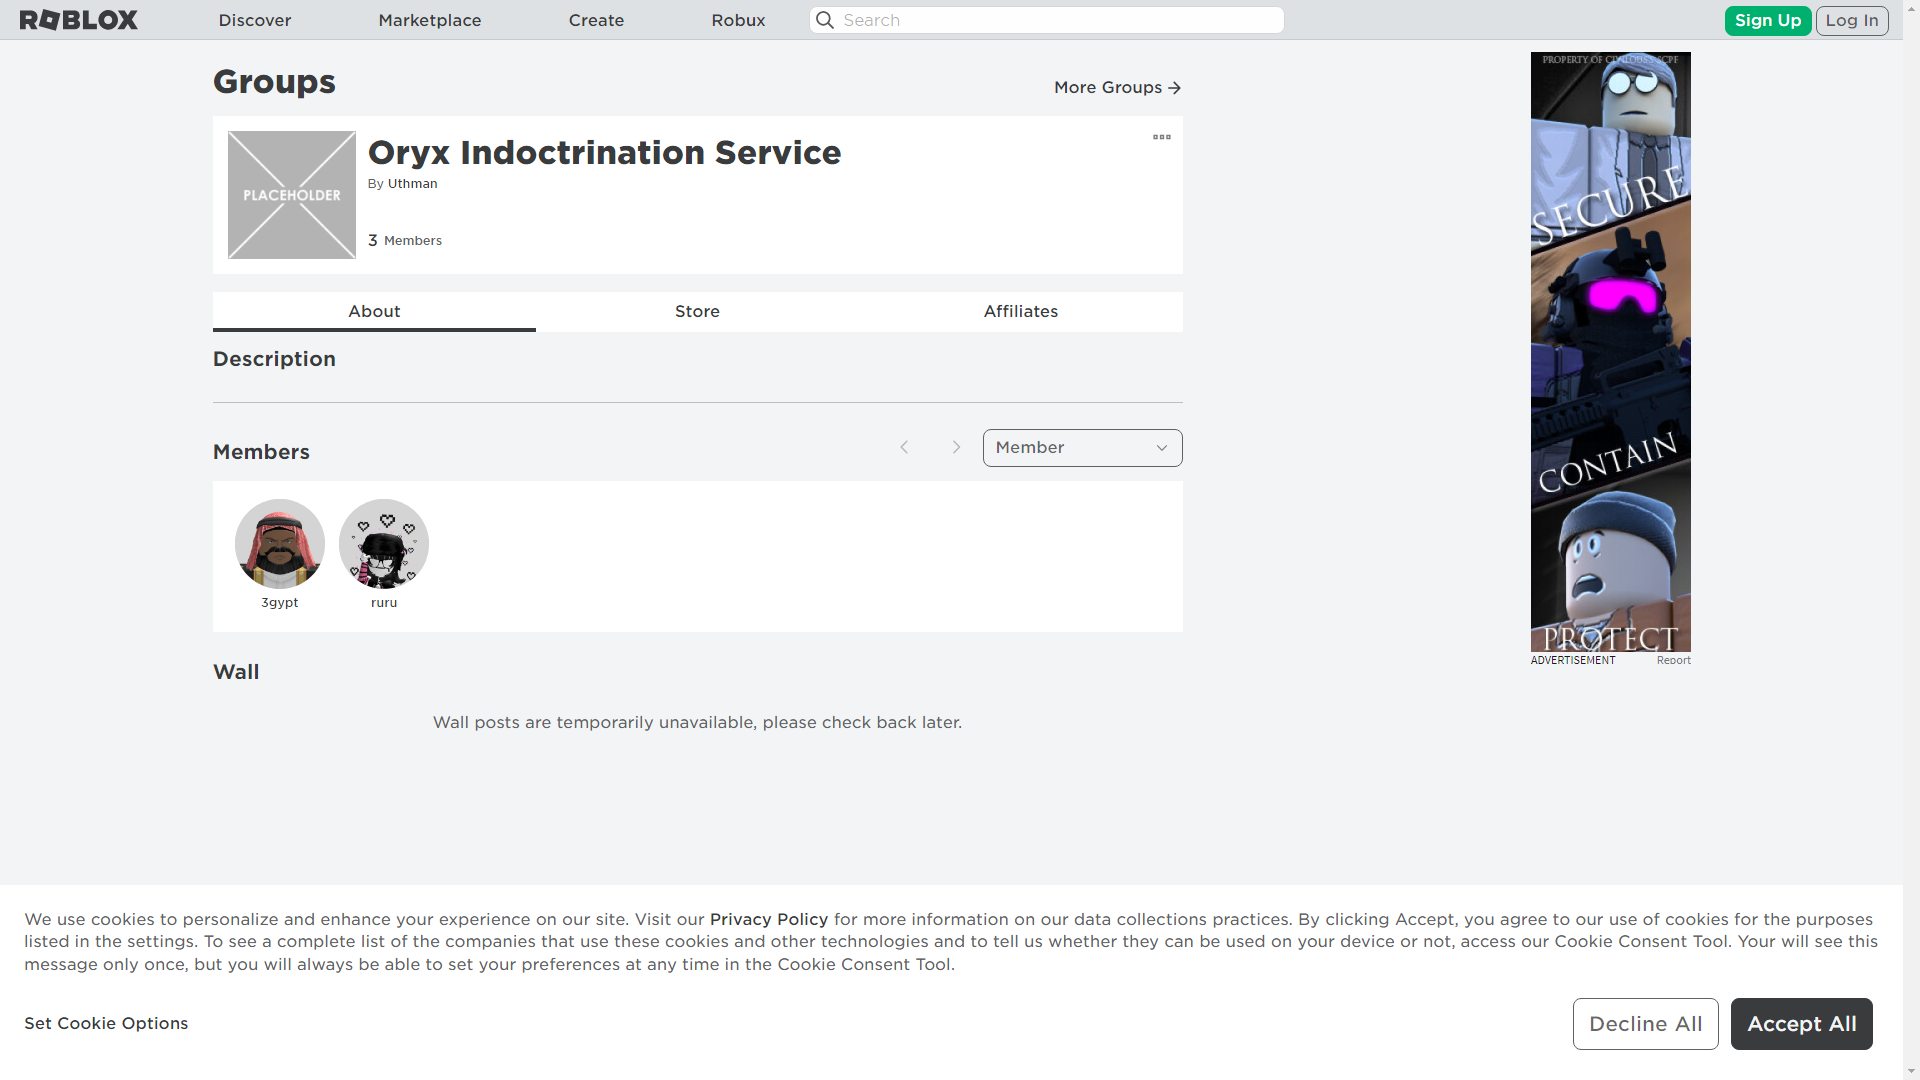 ROBLOX
Discover
Marketplace
Create
Robux
Search
Sign Up
Log In
Groups
More Groups
PLACEHOLDER
Oryx Indoctrination Service
By Uthman
3 Members
About
Store
Affiliates
Description
Members
Member
3gypt
ruru
Wall
Wall posts are temporarily unavailable, please check back later.
PROPERTY OF CIVILOUS'S SCPF
SECURE
CONTAIN
PROTECT
ADVERTISEMENT
Report
We use cookies to personalize and enhance your experience on our site. Visit our Privacy Policy for more information on our data collections practices. By clicking Accept, you agree to our use of cookies for the purposes
listed in the settings. To see a complete list of the companies that use these cookies and other technologies and to tell us whether they can be used on your device or not, access our Cookie Consent Tool. Your will see this
message only once, but you will always be able to set your preferences at any time in the Cookie Consent Tool.
Set Cookie Options
Decline All
Accept All